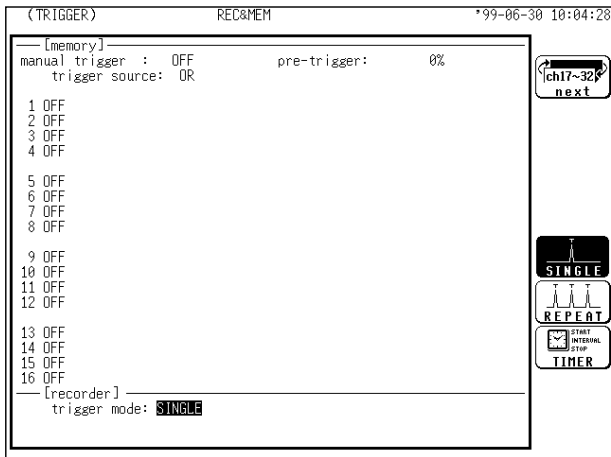 (TRIGGER) REC&MEM '99-06-30 10:04:28
[memory]
manual trigger : OFF pre-trigger: 0%
trigger source: OR
1 OFF
2 OFF
3 OFF
4 OFF
5 OFF
6 OFF
7 OFF
8 OFF
9 OFF
10 OFF
11 OFF
12 OFF
13 OFF
14 OFF
15 OFF
16 OFF
[recorder]
trigger mode: SINGLE
ch17~32
next
T
SINGLE
T T T
REPEAT
START
INTERVAL
STOP
TIMER